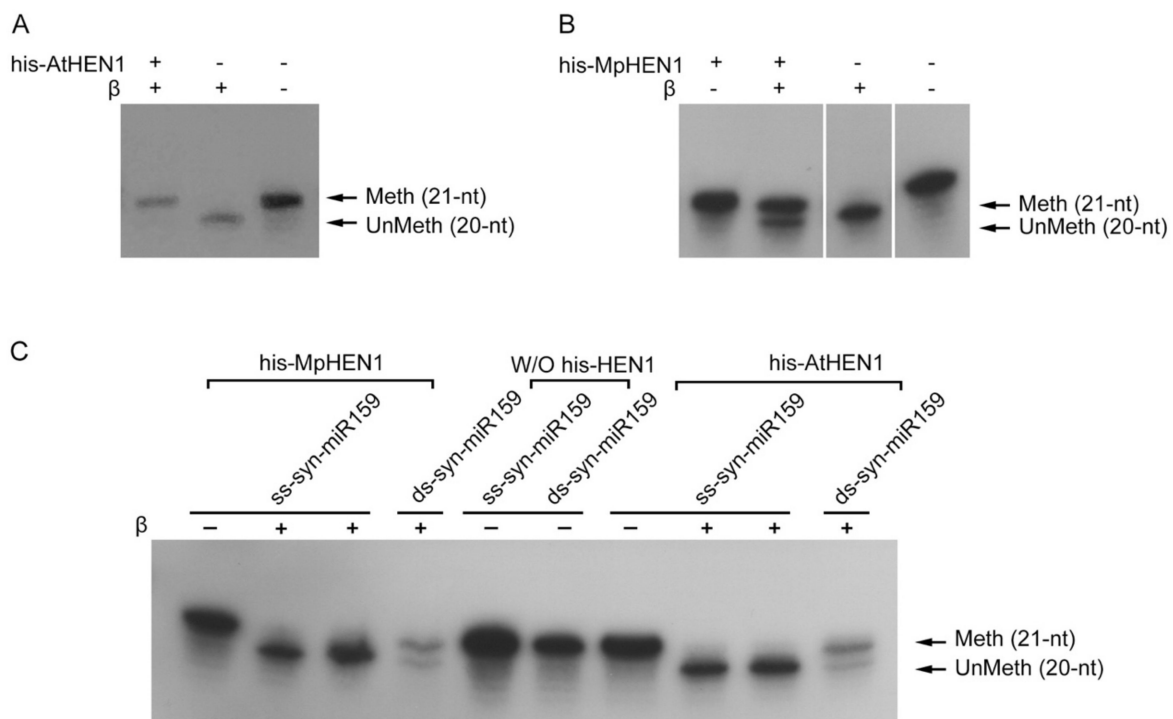 A
his-AtHEN1 + - -
β + + -
Meth (21-nt)
UnMeth (20-nt)
B
his-MpHEN1 + + - -
β - + + -
Meth (21-nt)
UnMeth (20-nt)
C
his-MpHEN1 W/O his-HEN1 his-AtHEN1
ss-syn-miR159 ds-syn-miR159 ss-syn-miR159 ds-syn-miR159 ss-syn-miR159 ds-syn-miR159
β – + + + – – – + + +
Meth (21-nt)
UnMeth (20-nt)